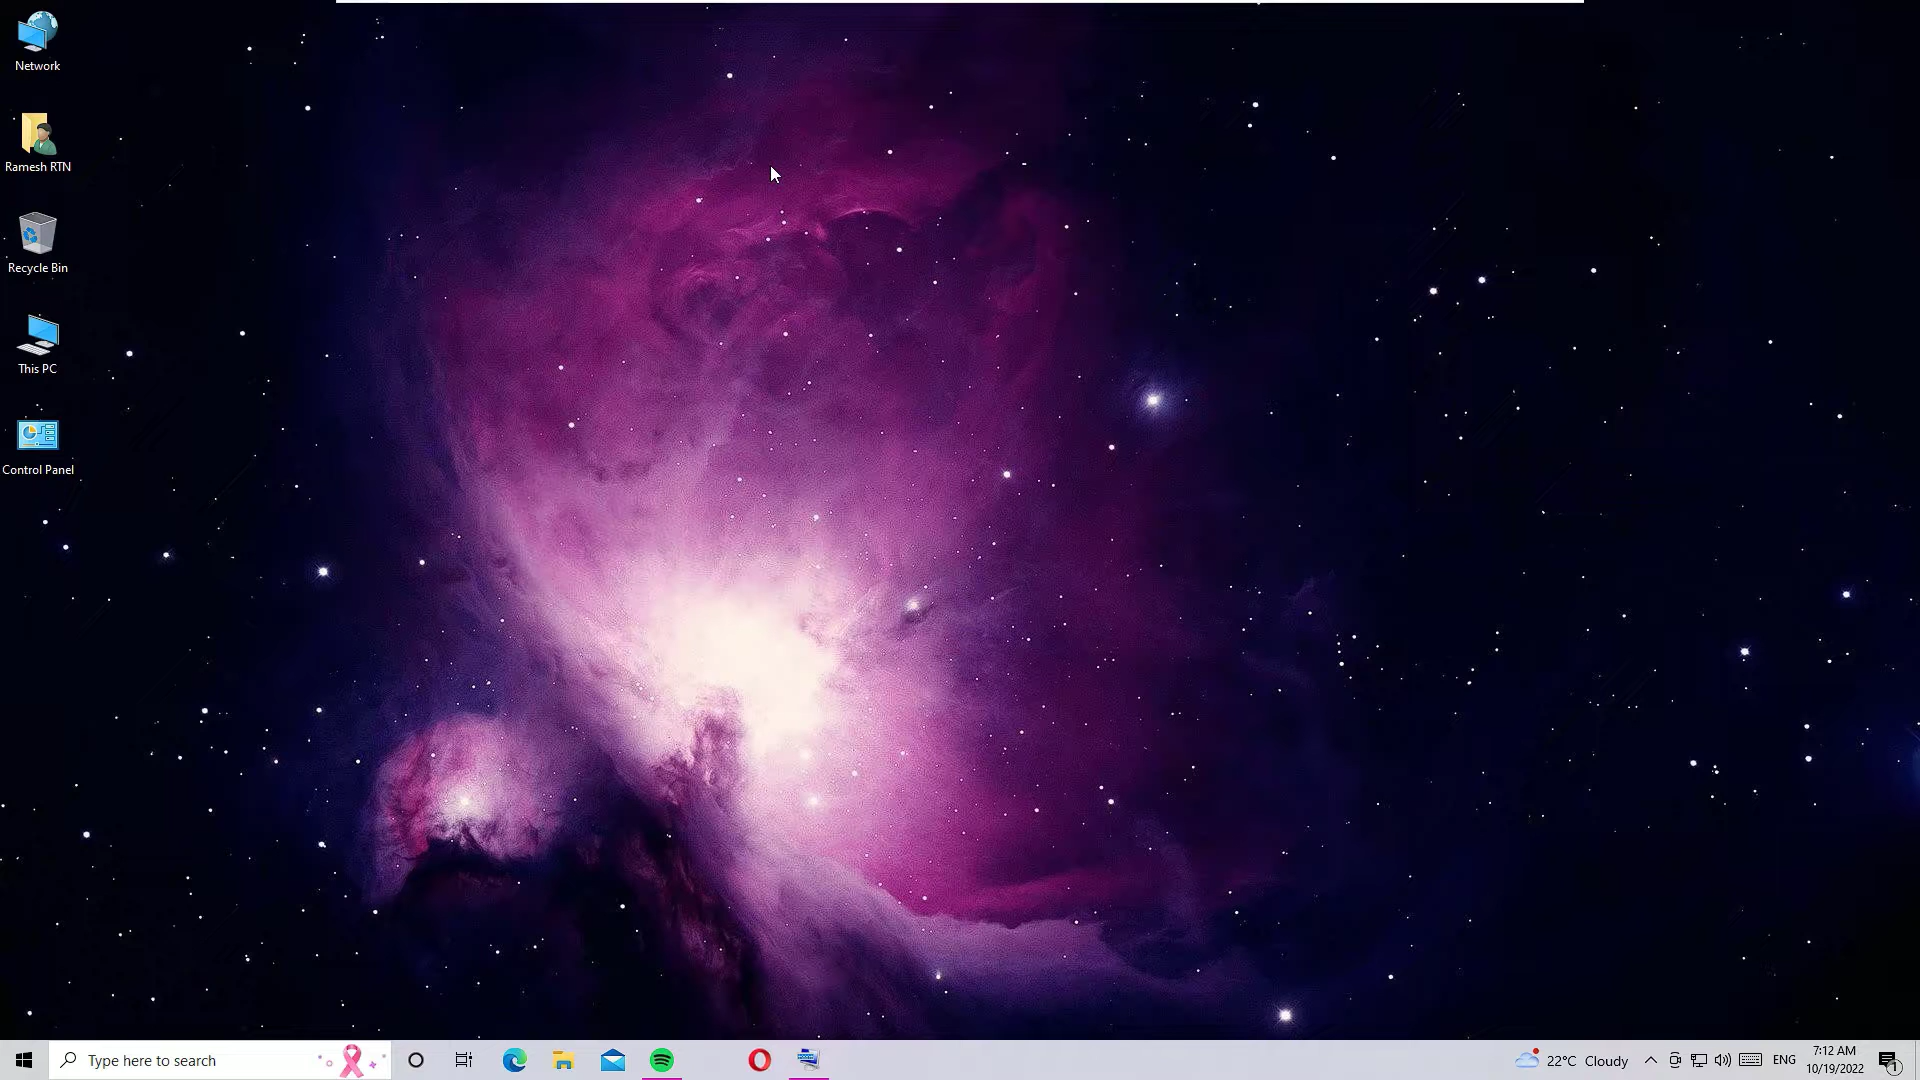 Network
Ramesh RTN
Recycle Bin
This PC
Control Panel
Type here to search
22°C Cloudy
ENG
7:12 AM
10/19/2022
1